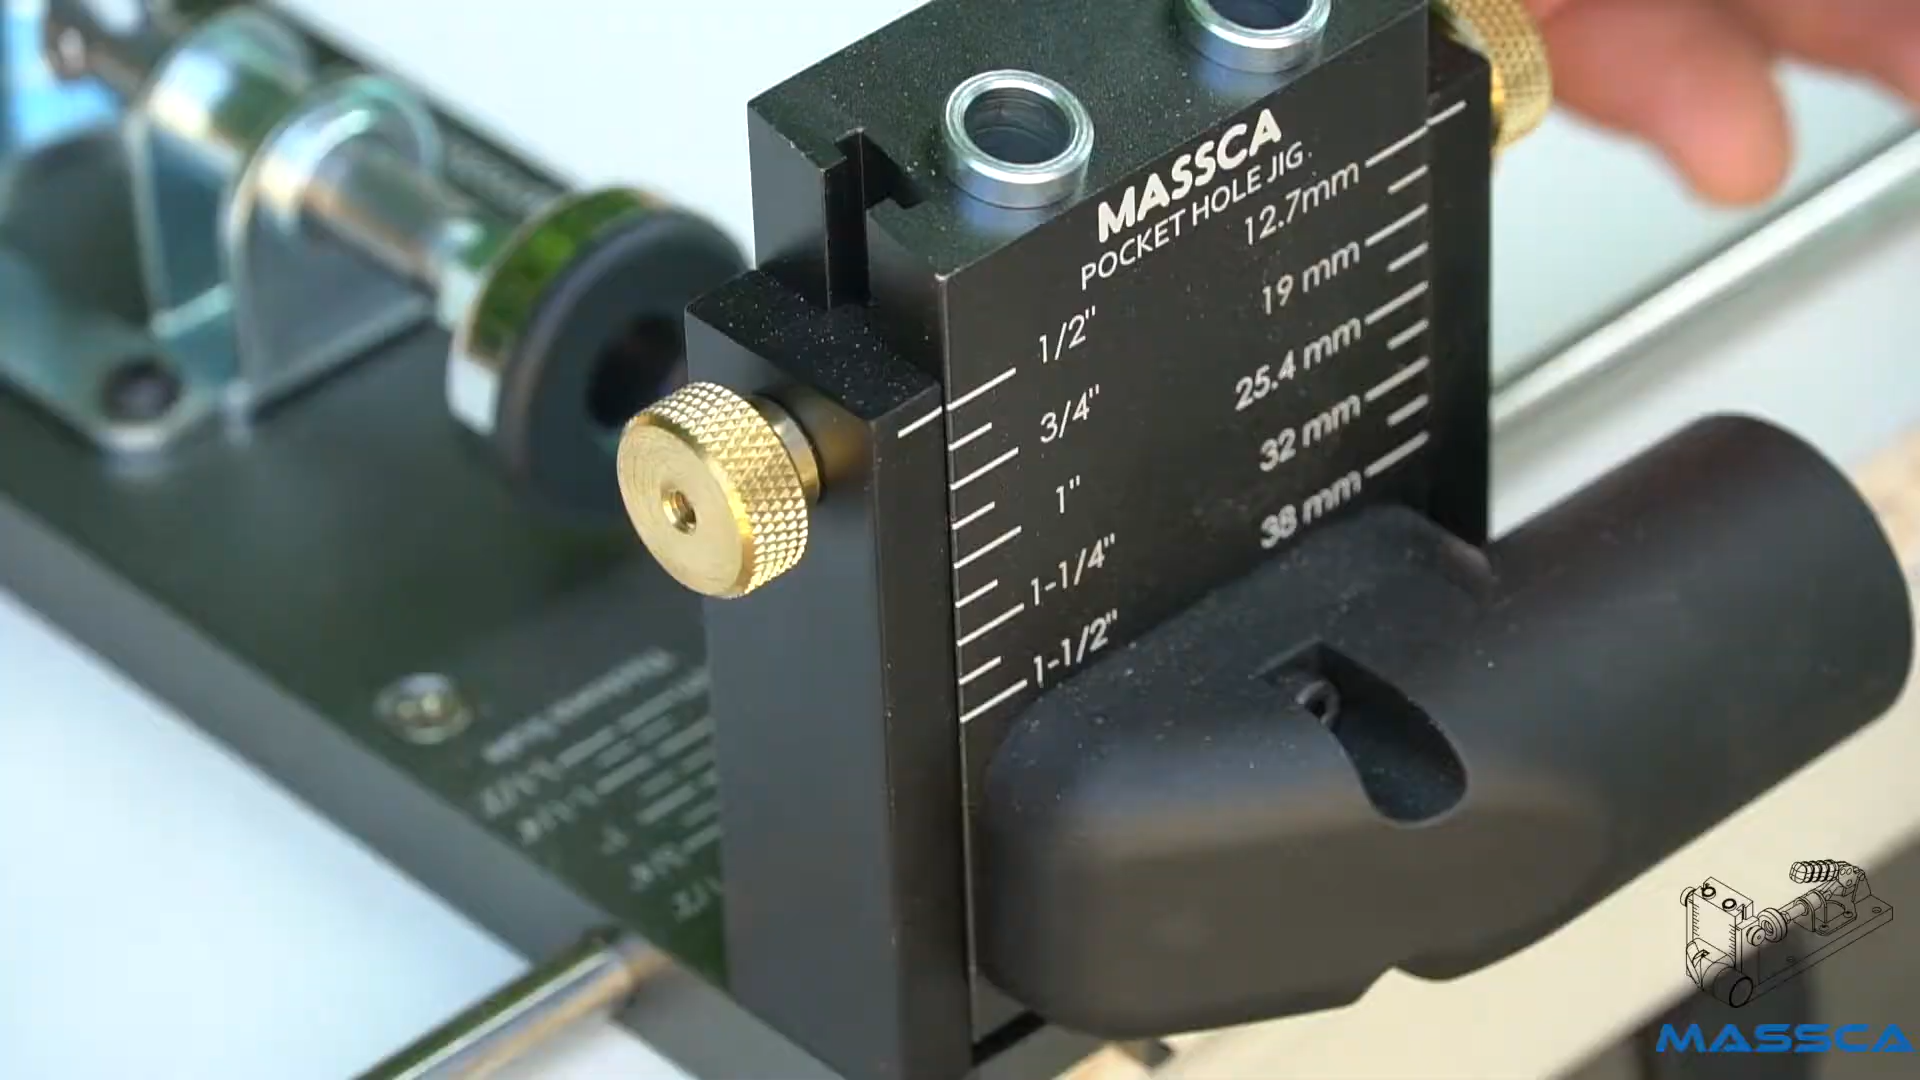 MASSCA
POCKET HOLE JIG
12.7mm
19 mm
25.4 mm
32 mm
38 mm
1/2"
3/4"
1"
1-1/4"
1-1/2"
MASSCA